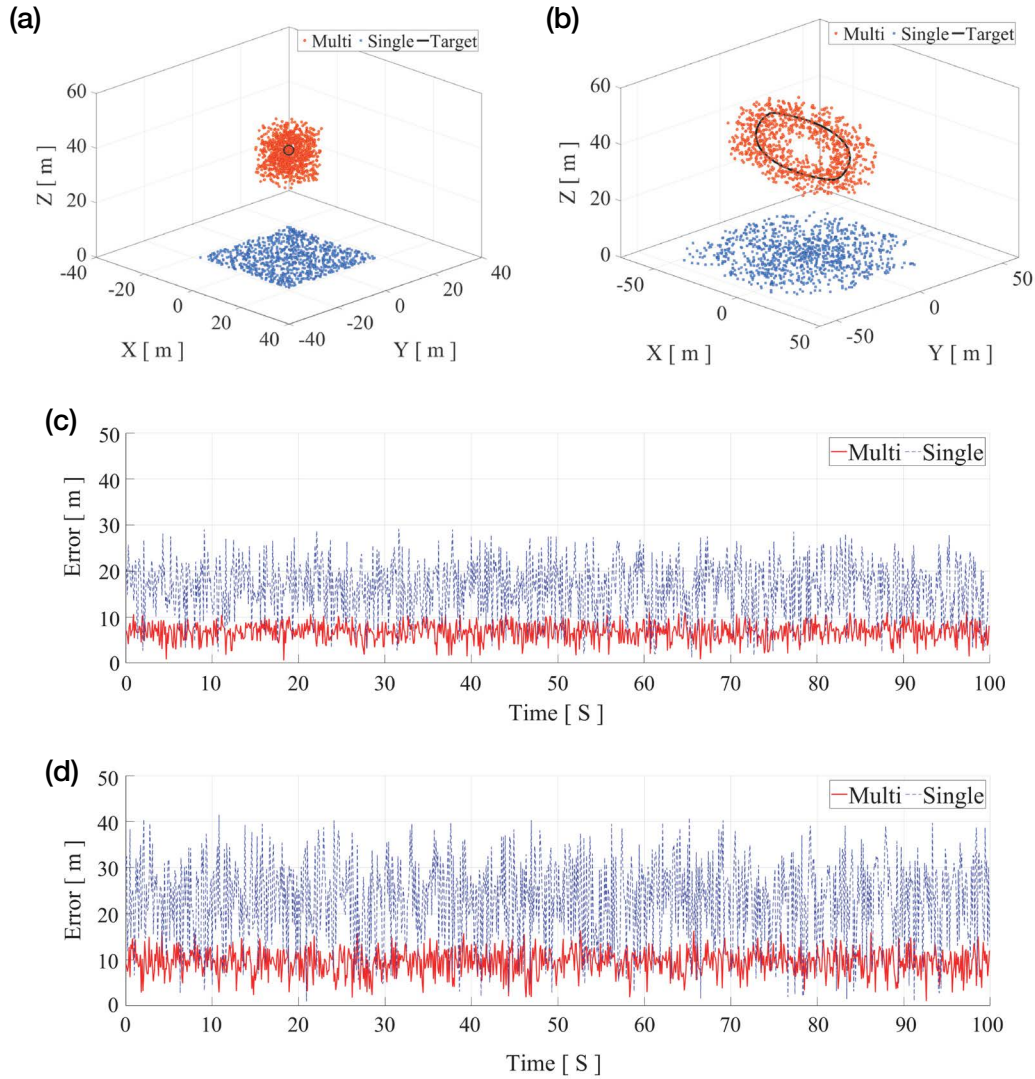 (a)
Multi Single Target
60
40
20
0
Z [ m ]
-40
-20
0
20
40
X [ m ]
-40
-20
0
20
40
Y [ m ]
(b)
Multi Single Target
60
40
20
0
Z [ m ]
-50
0
50
X [ m ]
-50
0
50
Y [ m ]
(c)
50
40
30
20
10
0
Error [ m ]
Multi Single
0 10 20 30 40 50 60 70 80 90 100
Time [ S ]
(d)
50
40
30
20
10
0
Error [ m ]
Multi Single
0 10 20 30 40 50 60 70 80 90 100
Time [ S ]